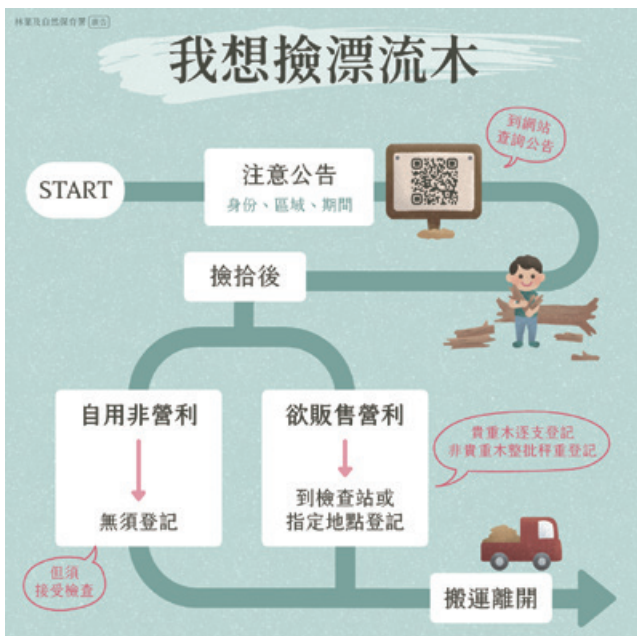 林業及自然保育署 廣告
我想撿漂流木
START
注意公告
身份、區域、期間
到網站
查詢公告
撿拾後
自用非營利
無須登記
但須
接受檢查
欲販售營利
到檢查站或
指定地點登記
貴重木逐支登記
非貴重木整批秤重登記
搬運離開